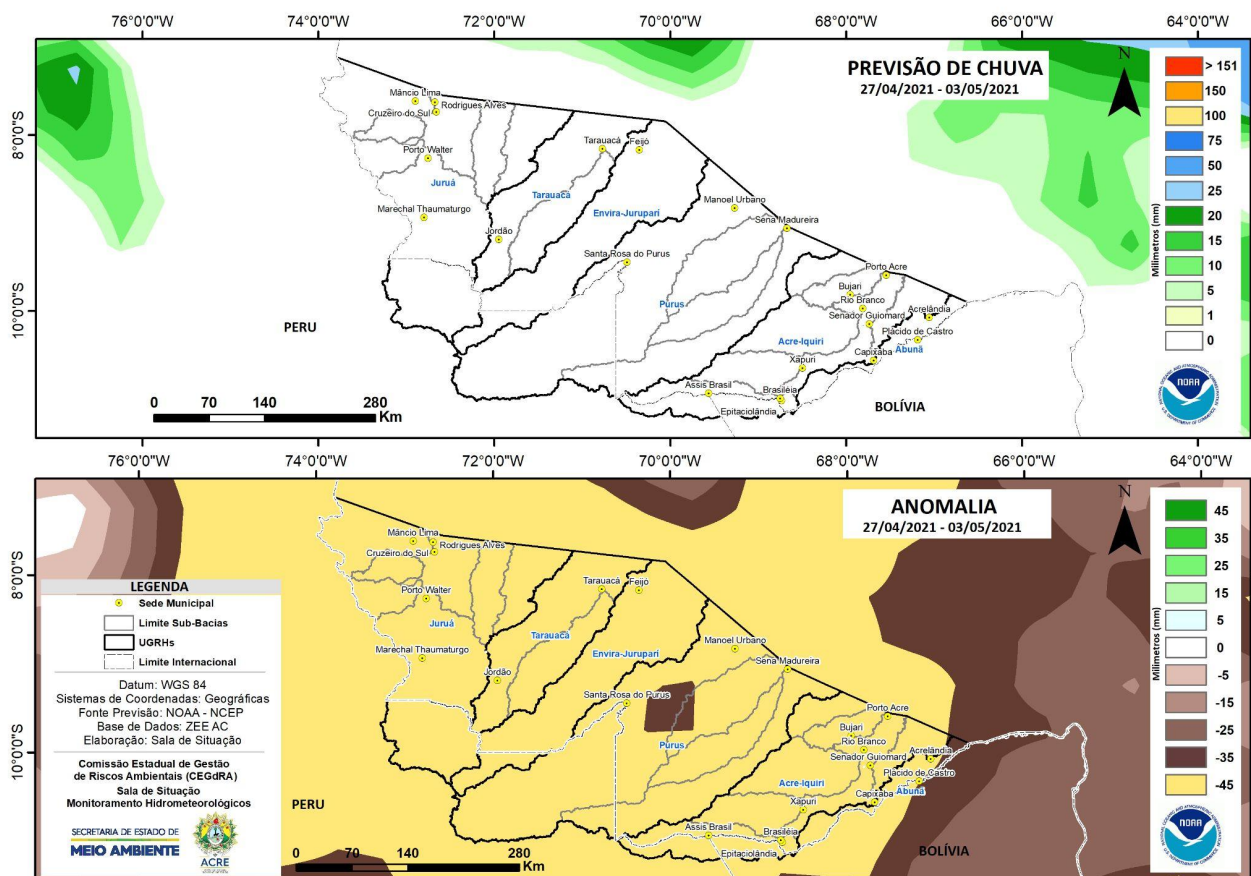 76°0'0"W 74°0'0"W 72°0'0"W 70°0'0"W 68°0'0"W 66°0'0"W 64°0'0"W
8°0'0"S
10°0'0"S
PREVISÃO DE CHUVA
27/04/2021 - 03/05/2021
N
Milimetros (mm)
> 151
150
100
75
50
25
20
15
10
5
1
0
NOAA
Mâncio Lima
Rodrigues Alves
Cruzeiro do Sul
Porto Walter
Juruá
Marechal Thaumaturgo
Jordão
Tarauacá
Feijó
Tarauacá
Envira-Jurupari
Manoel Urbano
Sena Madureira
Santa Rosa do Purus
Purus
Porto Acre
Bujari
Rio Branco
Senador Guiomard
Acrelândia
Plácido de Castro
Abunã
Acre-Iquiri
Capixaba
Xapuri
Assis Brasil
Brasiléia
Epitaciolândia
PERU
BOLÍVIA
0 70 140 280
Km
76°0'0"W 74°0'0"W 72°0'0"W 70°0'0"W 68°0'0"W 66°0'0"W 64°0'0"W
8°0'0"S
10°0'0"S
ANOMALIA
27/04/2021 - 03/05/2021
N
Milimetros (mm)
45
35
25
15
5
0
-5
-15
-25
-35
-45
NOAA
Mâncio Lima
Rodrigues Alves
Cruzeiro do Sul
Porto Walter
Juruá
Marechal Thaumaturgo
Jordão
Tarauacá
Feijó
Tarauacá
Envira-Jurupari
Manoel Urbano
Sena Madureira
Santa Rosa do Purus
Purus
Porto Acre
Bujari
Rio Branco
Senador Guiomard
Acrelândia
Plácido de Castro
Abunã
Acre-Iquiri
Capixaba
Xapuri
Assis Brasil
Brasiléia
Epitaciolândia
PERU
BOLÍVIA
0 70 140 280
Km
LEGENDA
Sede Municipal
Limite Sub-Bacias
UGRHs
Limite Internacional
Datum: WGS 84
Sistemas de Coordenadas: Geográficas
Fonte Previsão: NOAA - NCEP
Base de Dados: ZEE AC
Elaboração: Sala de Situação
Comissão Estadual de Gestão
de Riscos Ambientais (CEGdRA)
Sala de Situação
Monitoramento Hidrometeorológicos
SECRETARIA DE ESTADO DE
MEIO AMBIENTE
ACRE